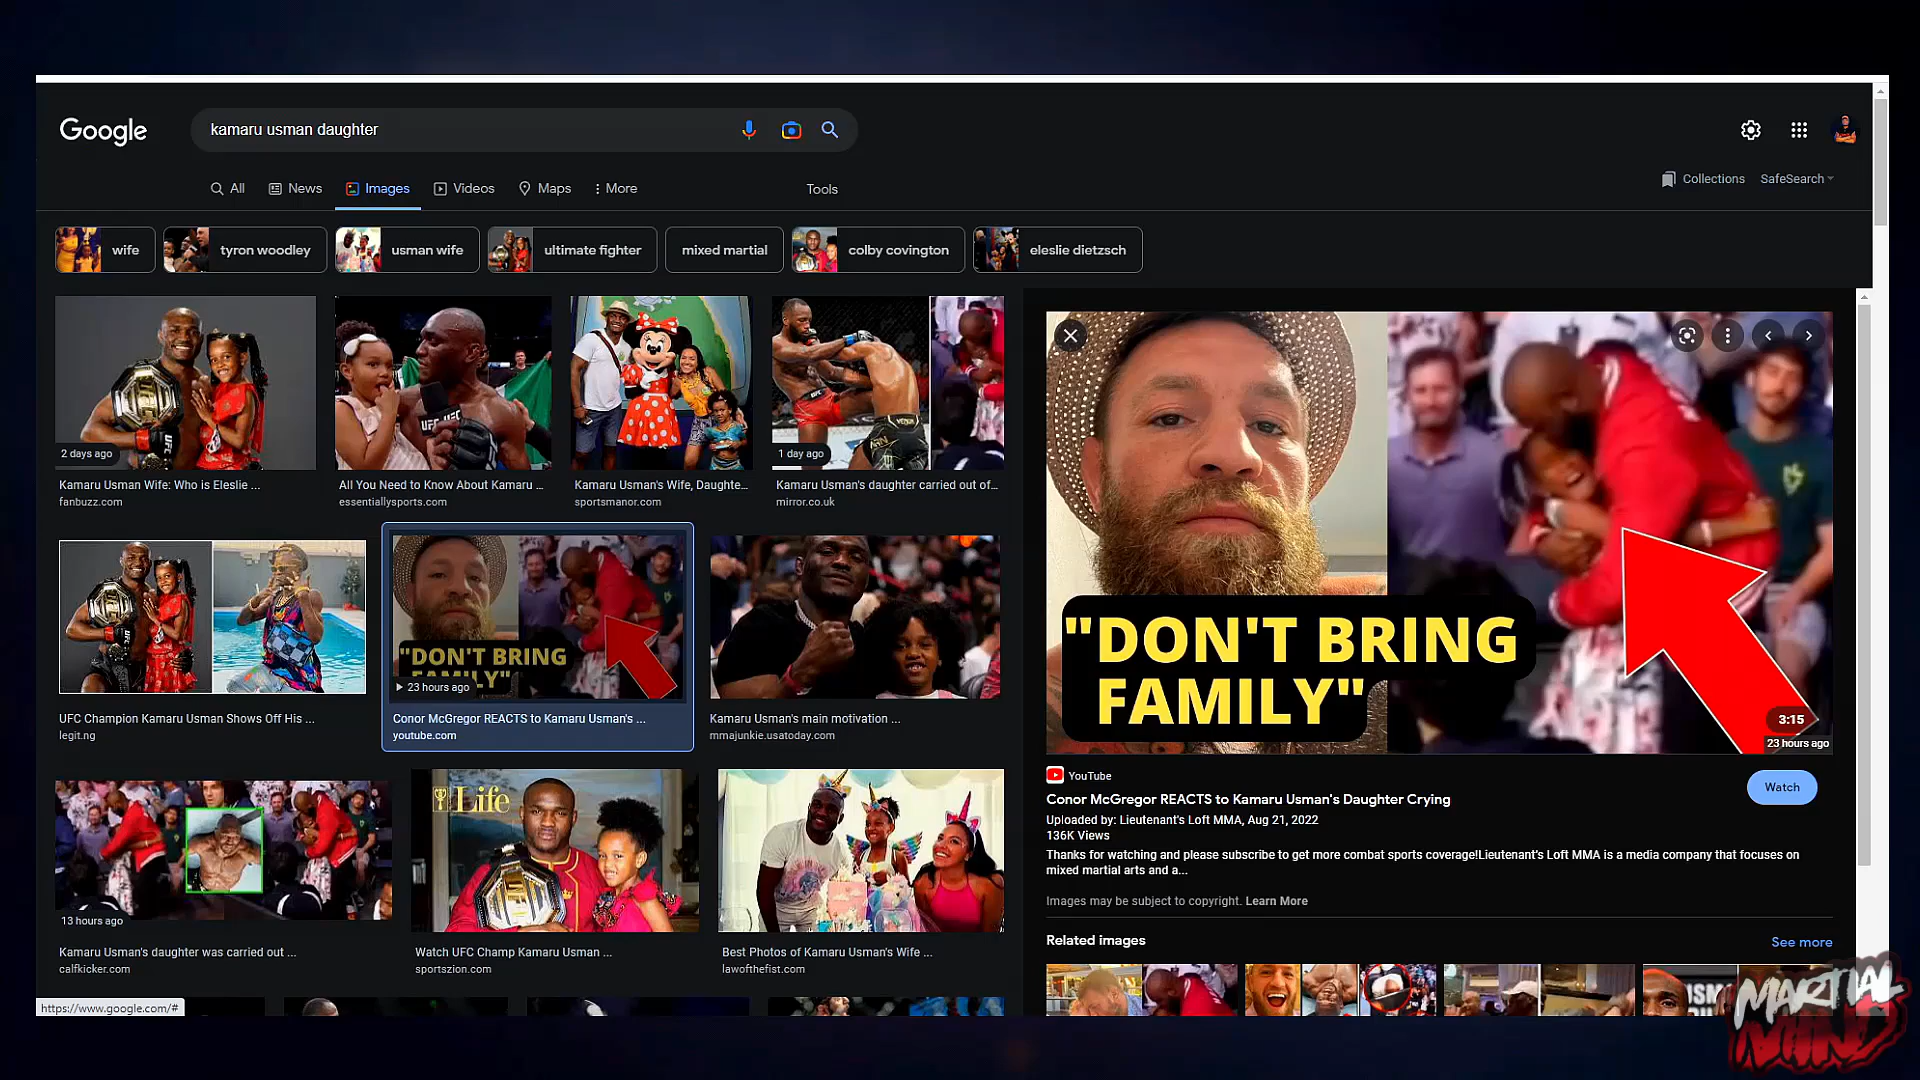 Google
kamaru usman daughter
All
News
Images
Videos
Maps
More
Tools
Collections
SafeSearch
wife
tyron woodley
usman wife
ultimate fighter
mixed martial
colby covington
eleslie dietzsch
2 days ago
1 day ago
Kamaru Usman Wife: Who is Eleslie ...
fanbuzz.com
All You Need to Know About Kamaru ...
essentiallysports.com
Kamaru Usman's Wife, Daughte...
sportsmanor.com
Kamaru Usman's daughter carried out of...
mirror.co.uk
"DON'T BRING
FAMILY"
23 hours ago
UFC Champion Kamaru Usman Shows Off His ...
legit.ng
Conor McGregor REACTS to Kamaru Usman's ...
youtube.com
Kamaru Usman's main motivation ...
mmajunkie.usatoday.com
Life
13 hours ago
Kamaru Usman's daughter was carried out ...
calfkicker.com
Watch UFC Champ Kamaru Usman ...
sportszion.com
Best Photos of Kamaru Usman's Wife ...
lawofthefist.com
https://www.google.com/#
"DON'T BRING
FAMILY"
3:15
23 hours ago
YouTube
Watch
Conor McGregor REACTS to Kamaru Usman's Daughter Crying
Uploaded by: Lieutenant's Loft MMA, Aug 21, 2022
136K Views
Thanks for watching and please subscribe to get more combat sports coverage!Lieutenant's Loft MMA is a media company that focuses on
mixed martial arts and a...
Images may be subject to copyright. Learn More
Related images
See more
MARTIAL
MIND